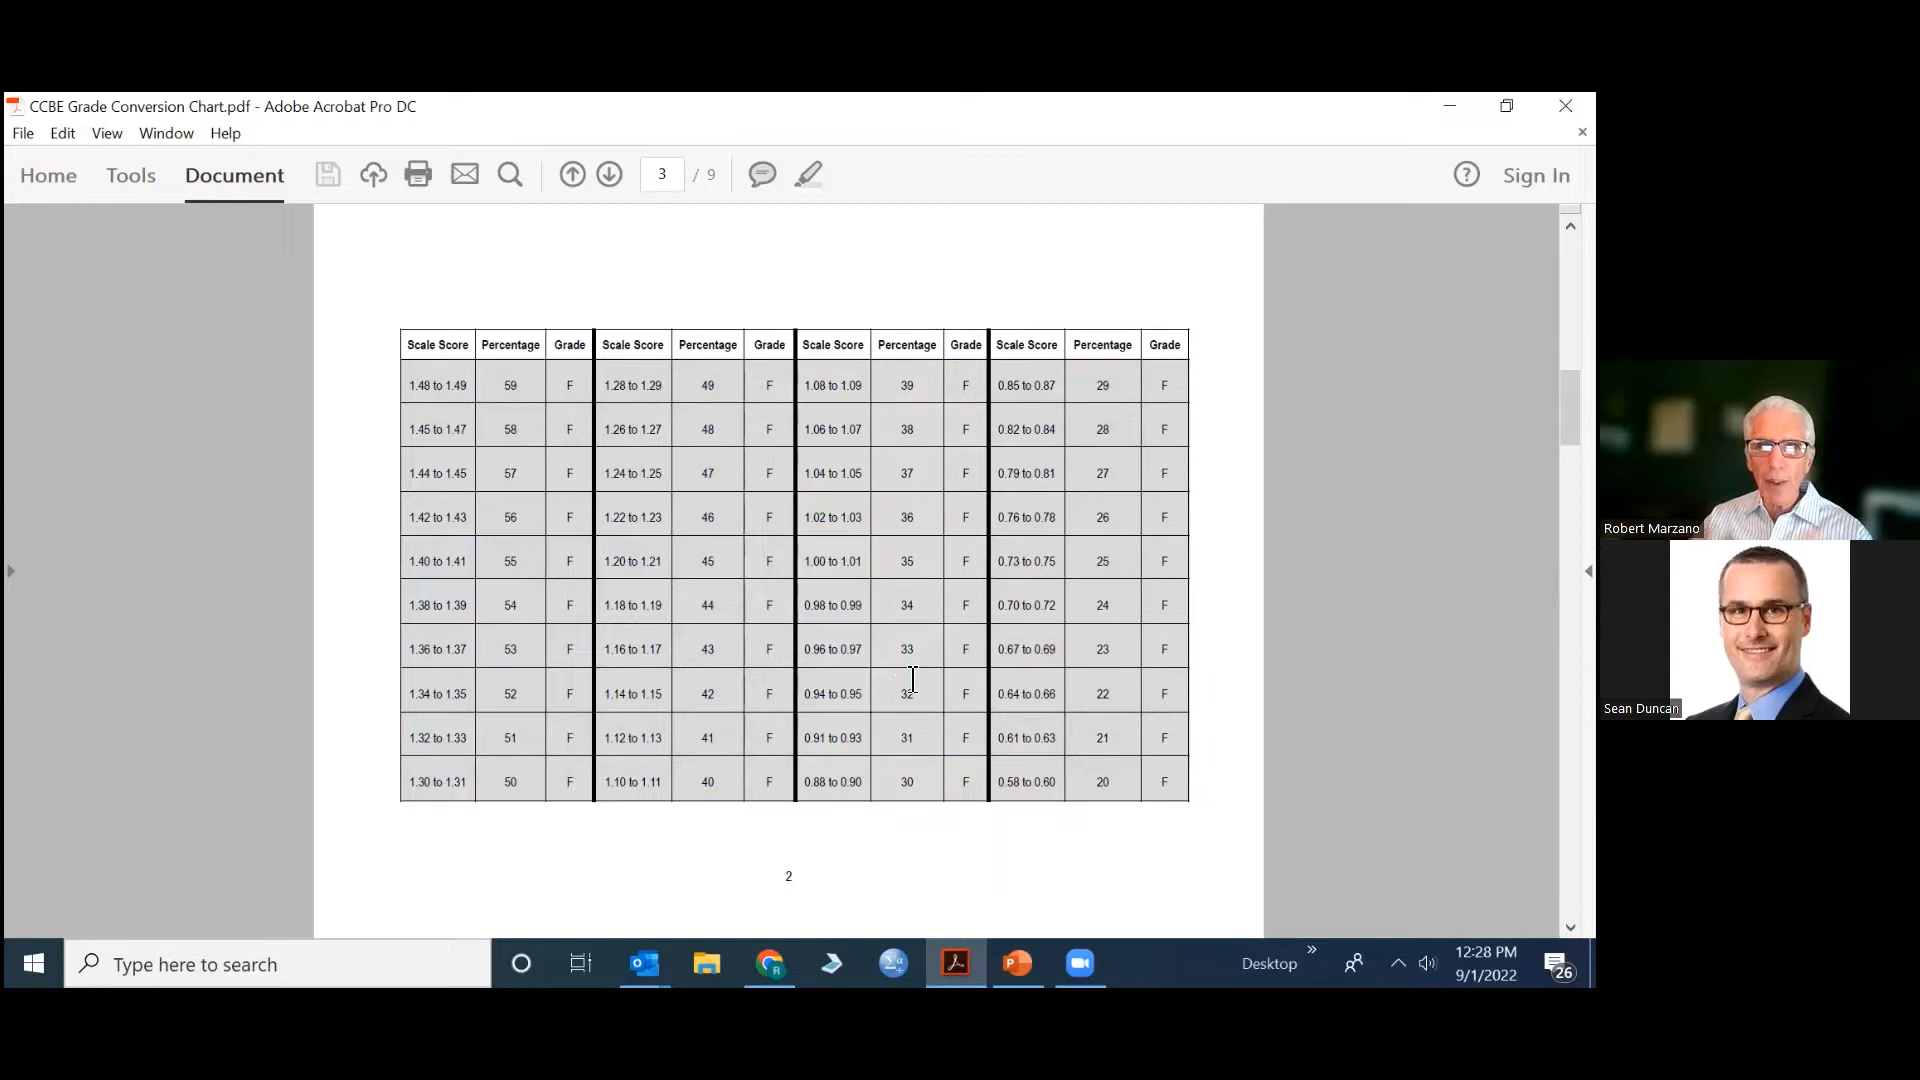 CCBE Grade Conversion Chart.pdf - Adobe Acrobat Pro DC
File Edit View Window Help
Home Tools Document 3 / 9 Sign In
Scale Score Percentage Grade Scale Score Percentage Grade Scale Score Percentage Grade Scale Score Percentage Grade
1.48 to 1.49 59 F 1.28 to 1.29 49 F 1.08 to 1.09 39 F 0.85 to 0.87 29 F
1.45 to 1.47 58 F 1.26 to 1.27 48 F 1.06 to 1.07 38 F 0.82 to 0.84 28 F
1.44 to 1.45 57 F 1.24 to 1.25 47 F 1.04 to 1.05 37 F 0.79 to 0.81 27 F
1.42 to 1.43 56 F 1.22 to 1.23 46 F 1.02 to 1.03 36 F 0.76 to 0.78 26 F
1.40 to 1.41 55 F 1.20 to 1.21 45 F 1.00 to 1.01 35 F 0.73 to 0.75 25 F
1.38 to 1.39 54 F 1.18 to 1.19 44 F 0.98 to 0.99 34 F 0.70 to 0.72 24 F
1.36 to 1.37 53 F 1.16 to 1.17 43 F 0.96 to 0.97 33 F 0.67 to 0.69 23 F
1.34 to 1.35 52 F 1.14 to 1.15 42 F 0.94 to 0.95 32 F 0.64 to 0.66 22 F
1.32 to 1.33 51 F 1.12 to 1.13 41 F 0.91 to 0.93 31 F 0.61 to 0.63 21 F
1.30 to 1.31 50 F 1.10 to 1.11 40 F 0.88 to 0.90 30 F 0.58 to 0.60 20 F
2
Robert Marzano
Sean Duncan
Type here to search
Desktop
12:28 PM
9/1/2022
26